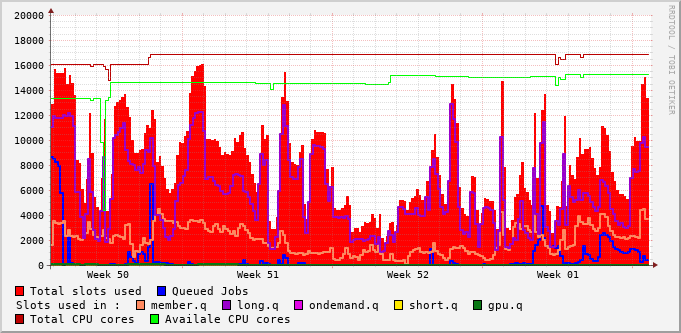 20000
18000
16000
14000
12000
10000
8000
6000
4000
2000
0
Week 50 Week 51 Week 52 Week 01
Total slots used Queued Jobs
Slots used in : member.q long.q ondemand.q short.q gpu.q
Total CPU cores Availale CPU cores
RRDTOOL / TOBI OETIKER